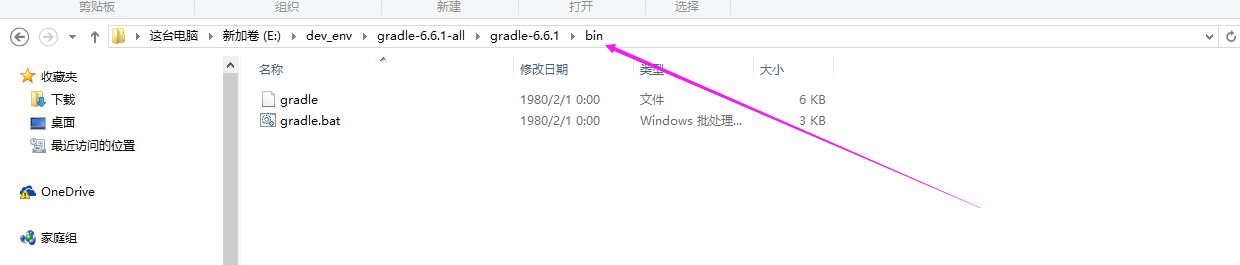 剪贴板 组织 新建 打开 选择
这台电脑 新加卷 (E:) dev_env gradle-6.6.1-all gradle-6.6.1 bin
名称 修改日期 类型 大小
收藏夹
下载
桌面
最近访问的位置
OneDrive
家庭组
gradle 1980/2/1 0:00 文件 6 KB
gradle.bat 1980/2/1 0:00 Windows 批处理... 3 KB